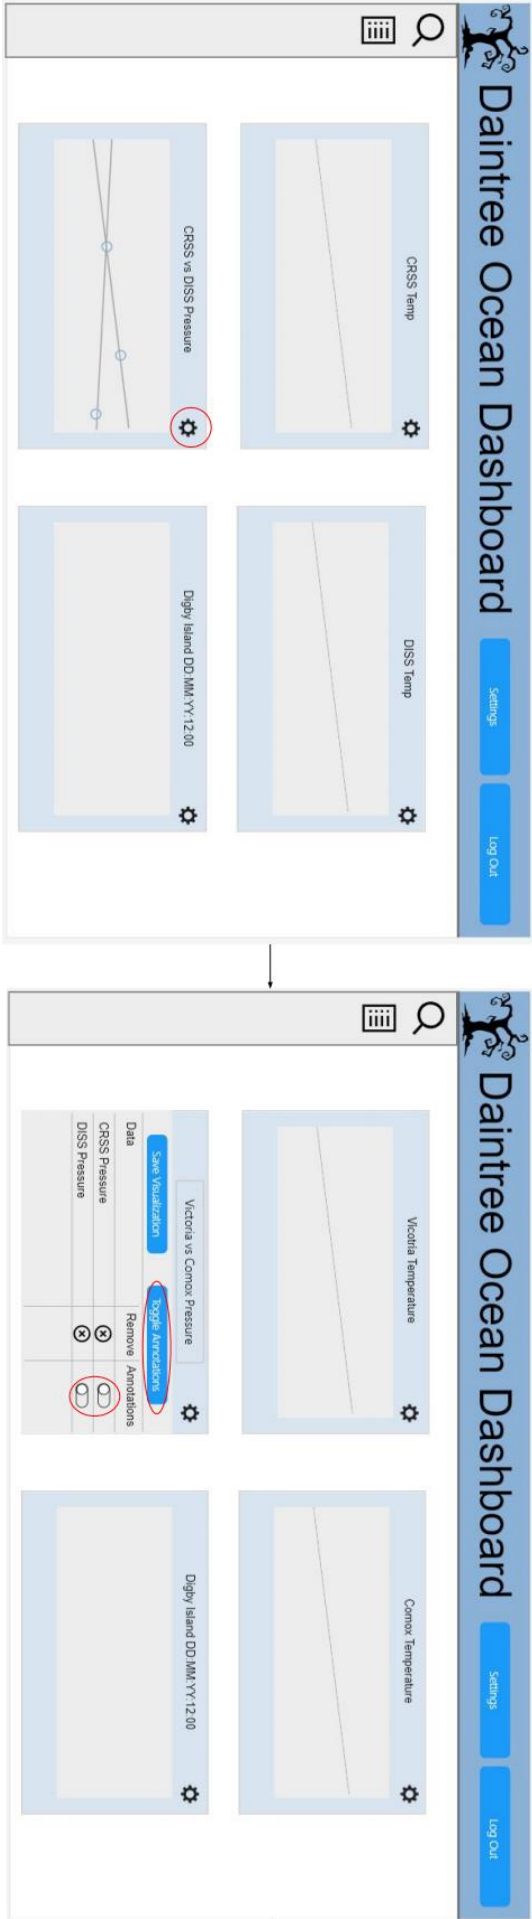 Daintree Ocean Dashboard
Settings
Log Out
CRSS Temp
DISS Temp
CRSS vs DISS Pressure
Digby Island DD:MM:YY:12:00
Daintree Ocean Dashboard
Settings
Log Out
Vicotria Temperature
Comox Temperature
Victoria vs Comox Pressure
Save Visualization
Toggle Annotations
Data Remove Annotations
CRSS Pressure
DISS Pressure
Digby Island DD:MM:YY:12:00